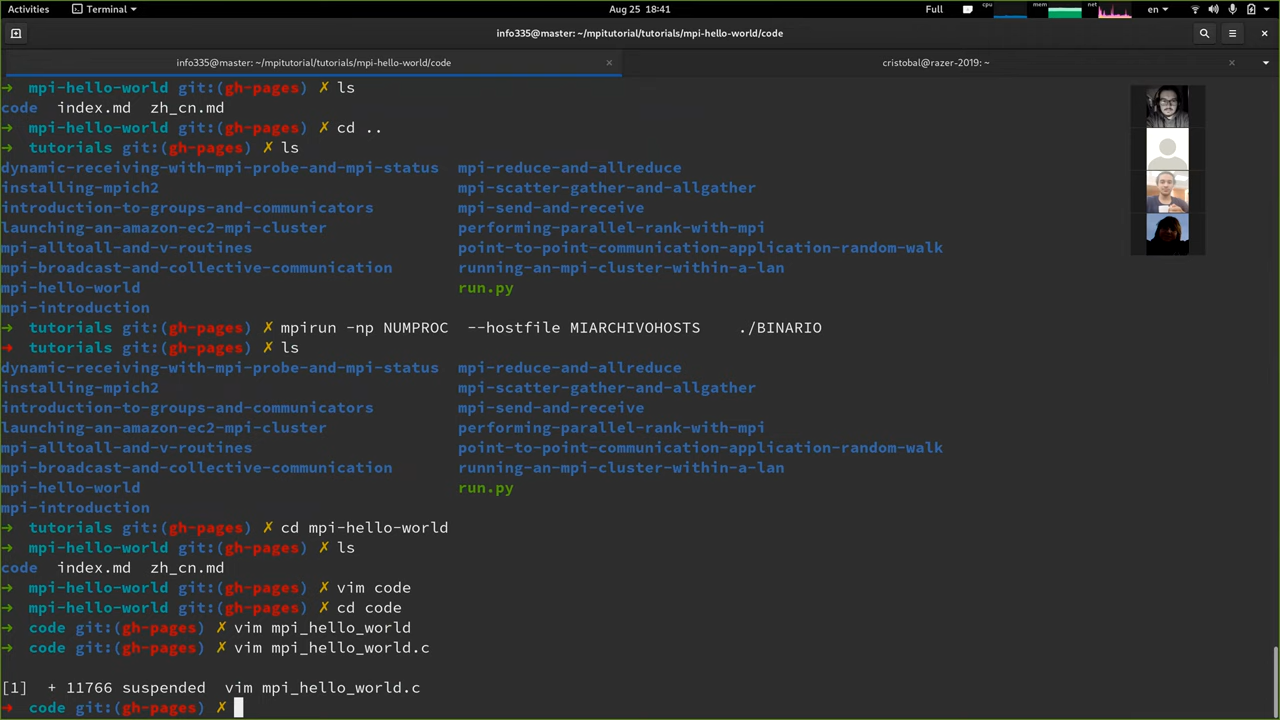 Activities Terminal Aug 25 18:41 Full cpu mem net en
info335@master: ~/mpitutorial/tutorials/mpi-hello-world/code
info335@master: ~/mpitutorial/tutorials/mpi-hello-world/code cristobal@razer-2019: ~
→ mpi-hello-world git:(gh-pages) ✗ ls
code index.md zh_cn.md
→ mpi-hello-world git:(gh-pages) ✗ cd ..
→ tutorials git:(gh-pages) ✗ ls
dynamic-receiving-with-mpi-probe-and-mpi-status mpi-reduce-and-allreduce
installing-mpich2 mpi-scatter-gather-and-allgather
introduction-to-groups-and-communicators mpi-send-and-receive
launching-an-amazon-ec2-mpi-cluster performing-parallel-rank-with-mpi
mpi-alltoall-and-v-routines point-to-point-communication-application-random-walk
mpi-broadcast-and-collective-communication running-an-mpi-cluster-within-a-lan
mpi-hello-world run.py
mpi-introduction
→ tutorials git:(gh-pages) ✗ mpirun -np NUMPROC --hostfile MIARCHIVOHOSTS ./BINARIO
→ tutorials git:(gh-pages) ✗ ls
dynamic-receiving-with-mpi-probe-and-mpi-status mpi-reduce-and-allreduce
installing-mpich2 mpi-scatter-gather-and-allgather
introduction-to-groups-and-communicators mpi-send-and-receive
launching-an-amazon-ec2-mpi-cluster performing-parallel-rank-with-mpi
mpi-alltoall-and-v-routines point-to-point-communication-application-random-walk
mpi-broadcast-and-collective-communication running-an-mpi-cluster-within-a-lan
mpi-hello-world run.py
mpi-introduction
→ tutorials git:(gh-pages) ✗ cd mpi-hello-world
→ mpi-hello-world git:(gh-pages) ✗ ls
code index.md zh_cn.md
→ mpi-hello-world git:(gh-pages) ✗ vim code
→ mpi-hello-world git:(gh-pages) ✗ cd code
→ code git:(gh-pages) ✗ vim mpi_hello_world
→ code git:(gh-pages) ✗ vim mpi_hello_world.c
[1] + 11766 suspended vim mpi_hello_world.c
→ code git:(gh-pages) ✗